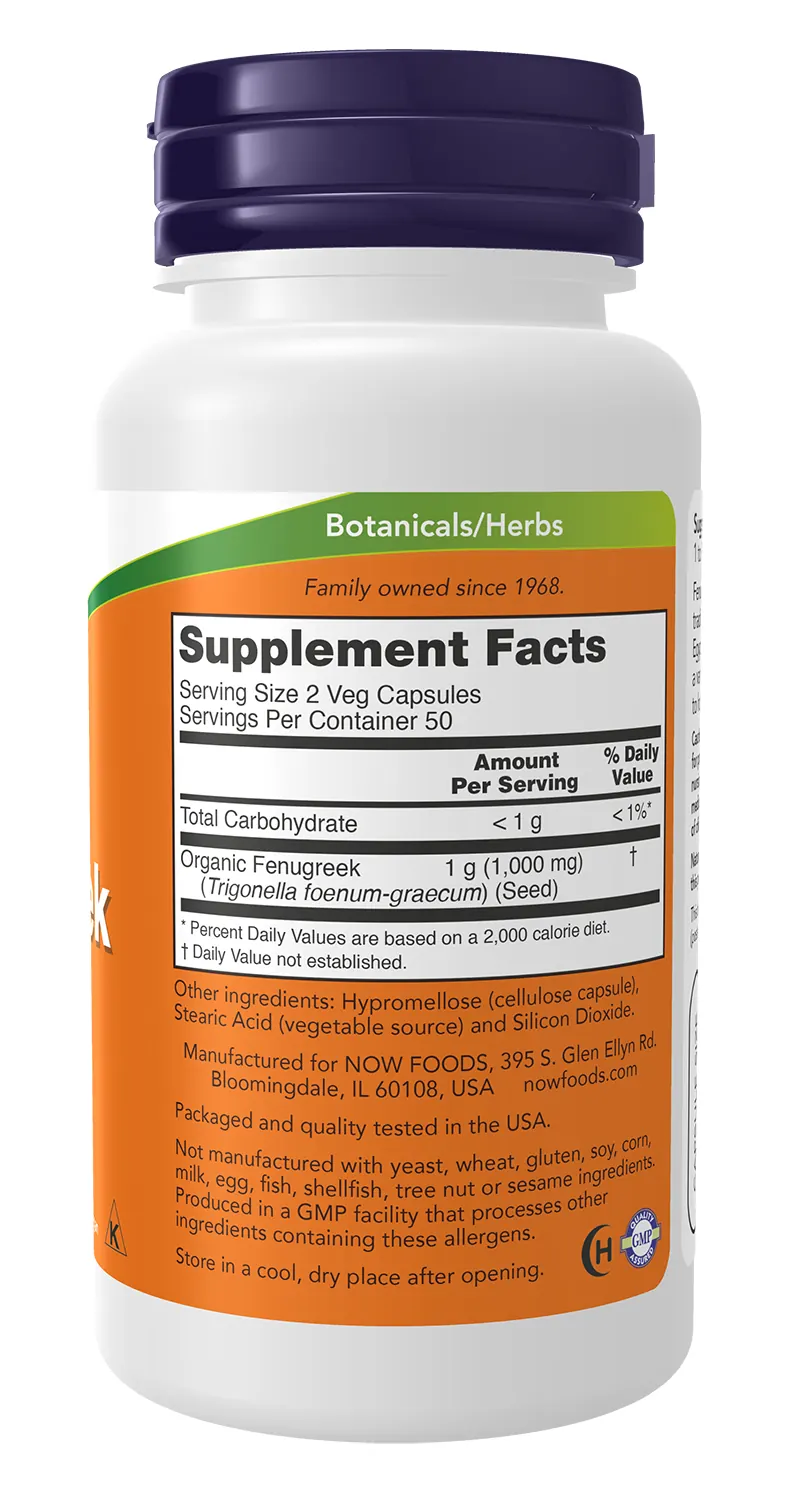 Botanicals/Herbs
Family owned since 1968.
Supplement Facts
Serving Size 2 Veg Capsules
Servings Per Container 50
Amount Per Serving
% Daily Value
Total Carbohydrate < 1 g < 1%*
Organic Fenugreek 1 g (1,000 mg) †
(Trigonella foenum-graecum) (Seed)
* Percent Daily Values are based on a 2,000 calorie diet.
† Daily Value not established.
Other ingredients: Hypromellose (cellulose capsule),
Stearic Acid (vegetable source) and Silicon Dioxide.
Manufactured for NOW FOODS, 395 S. Glen Ellyn Rd.
Bloomingdale, IL 60108, USA nowfoods.com
Packaged and quality tested in the USA.
Not manufactured with yeast, wheat, gluten, soy, corn,
milk, egg, fish, shellfish, tree nut or sesame ingredients.
Produced in a GMP facility that processes other
ingredients containing these allergens.
Store in a cool, dry place after opening.
K
H
QUALITY
GMP
ASSURED
ek